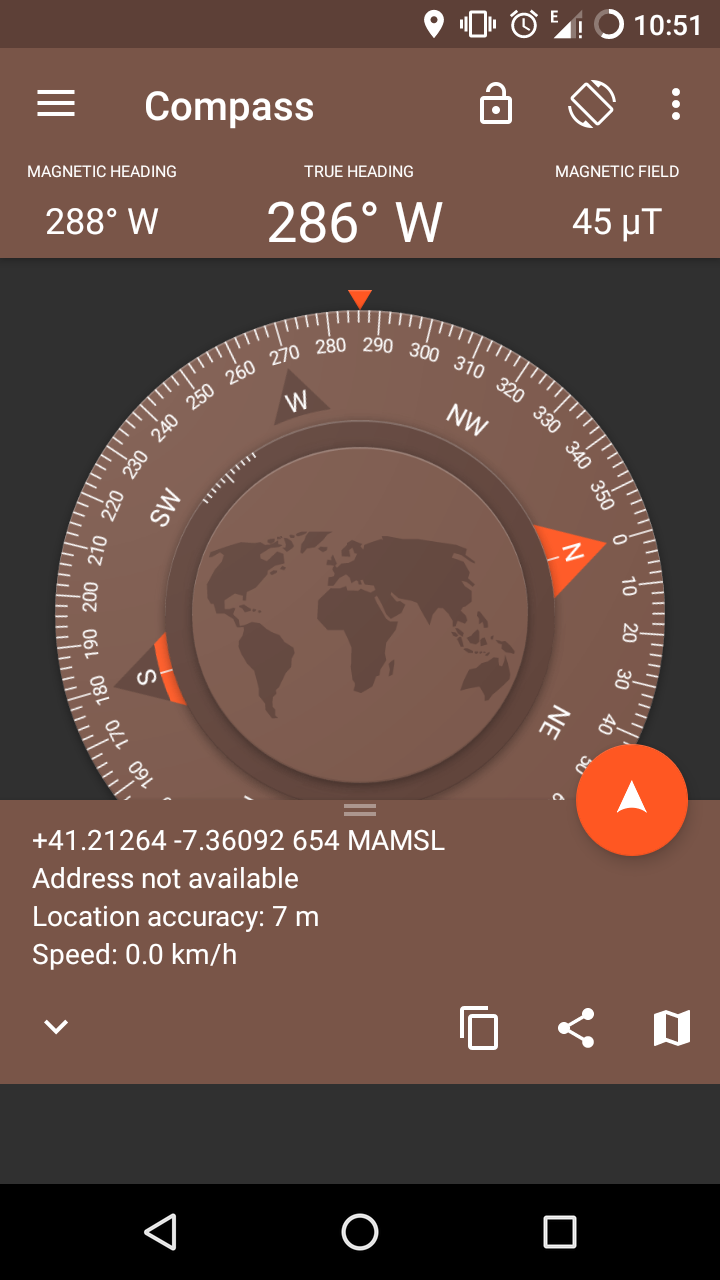 E ! 10:51
Compass
MAGNETIC HEADING TRUE HEADING MAGNETIC FIELD
288° W 286° W 45 µT
160 170 180 190 200 210 220 230 240 250 260 270 280 290 300 310 320 330 340 350 0 10 20 30 40
S SW W NW N NE
+41.21264 -7.36092 654 MAMSL
Address not available
Location accuracy: 7 m
Speed: 0.0 km/h